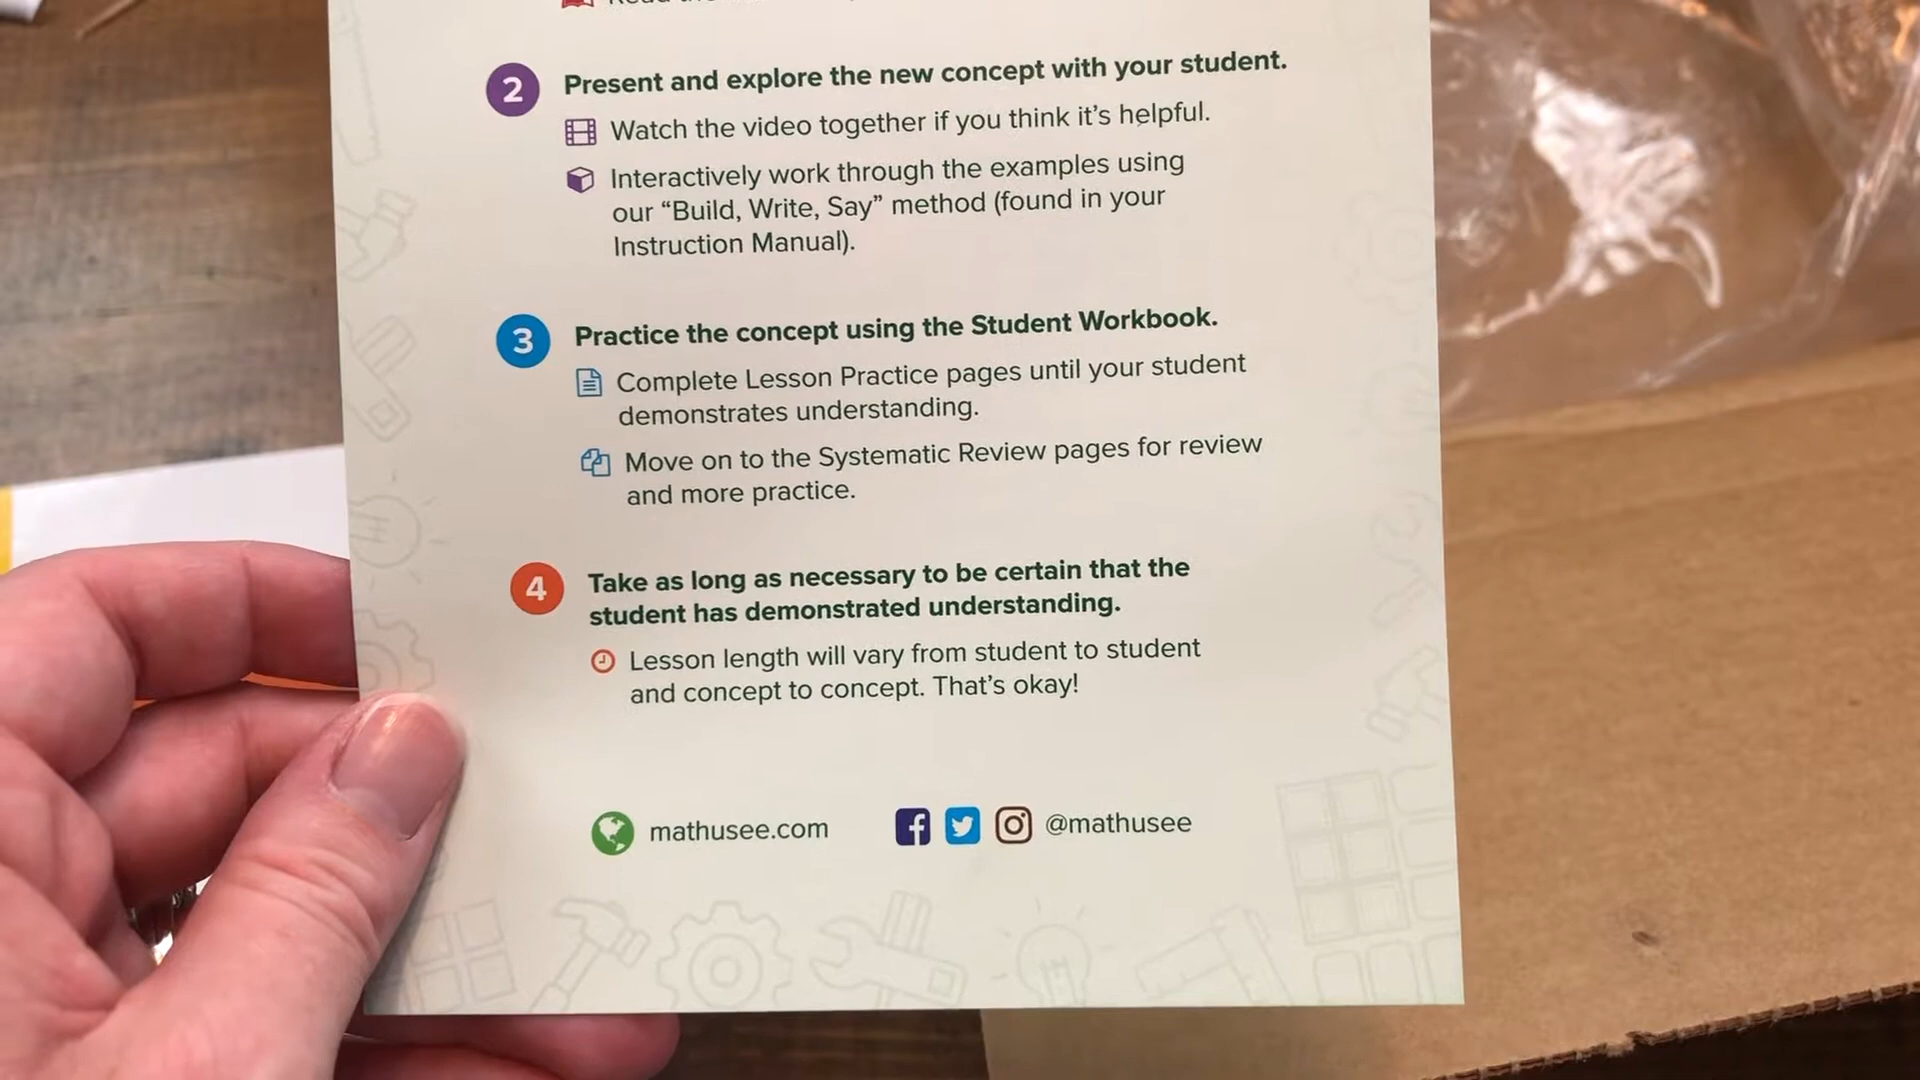 Read the
2 Present and explore the new concept with your student.
Watch the video together if you think it’s helpful.
Interactively work through the examples using
our “Build, Write, Say” method (found in your
Instruction Manual).
3 Practice the concept using the Student Workbook.
Complete Lesson Practice pages until your student
demonstrates understanding.
Move on to the Systematic Review pages for review
and more practice.
4 Take as long as necessary to be certain that the
student has demonstrated understanding.
Lesson length will vary from student to student
and concept to concept. That’s okay!
mathusee.com @mathusee